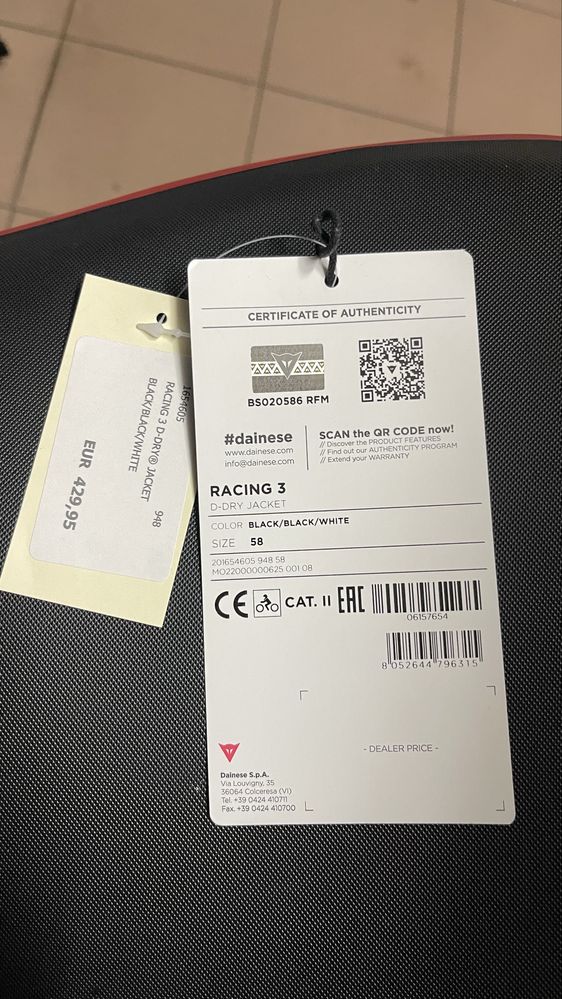 CERTIFICATE OF AUTHENTICITY
BS020586 RFM
#dainese
www.dainese.com
info@dainese.com
SCAN the QR CODE now!
// Discover the PRODUCT FEATURES
// Find out our AUTHENTICITY PROGRAM
// Extend your WARRANTY
RACING 3
D-DRY JACKET
COLOR BLACK/BLACK/WHITE
SIZE 58
201654605 948 58
MO22000000625 001 08
CE CAT. II EAC
06157654
8 052644 796315
- DEALER PRICE -
Dainese S.p.A.
Via Louvigny, 35
36064 Colceresa (VI)
Tel. +39 0424 410711
Fax. +39 0424 410700
1654605
RACING 3 D-DRY® JACKET 948
BLACK/BLACK/WHITE
EUR 429,95